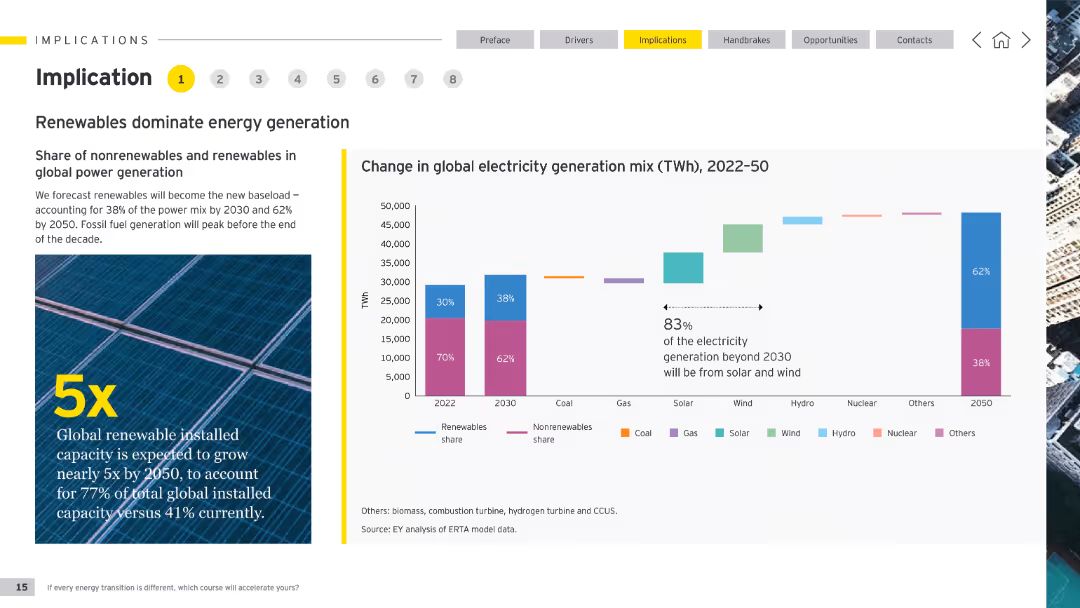 IMPLICATIONS
Preface
Drivers
Implications
Handbrakes
Opportunities
Contacts
Implication
1
2
3
4
5
6
7
8
Renewables dominate energy generation
Share of nonrenewables and renewables in
global power generation
We forecast renewables will become the new baseload –
accounting for 38% of the power mix by 2030 and 62%
by 2050. Fossil fuel generation will peak before the end
of the decade.
5x
Global renewable installed
capacity is expected to grow
nearly 5x by 2050, to account
for 77% of total global installed
capacity versus 41% currently.
Change in global electricity generation mix (TWh), 2022–50
TWh
50,000
45,000
40,000
35,000
30,000
25,000
20,000
15,000
10,000
5,000
0
30%
70%
38%
62%
83%
of the electricity
generation beyond 2030
will be from solar and wind
62%
38%
2022
2030
Coal
Gas
Solar
Wind
Hydro
Nuclear
Others
2050
Renewables
share
Nonrenewables
share
Coal
Gas
Solar
Wind
Hydro
Nuclear
Others
Others: biomass, combustion turbine, hydrogen turbine and CCUS.
Source: EY analysis of ERTA model data.
15
If every energy transition is different, which course will accelerate yours?